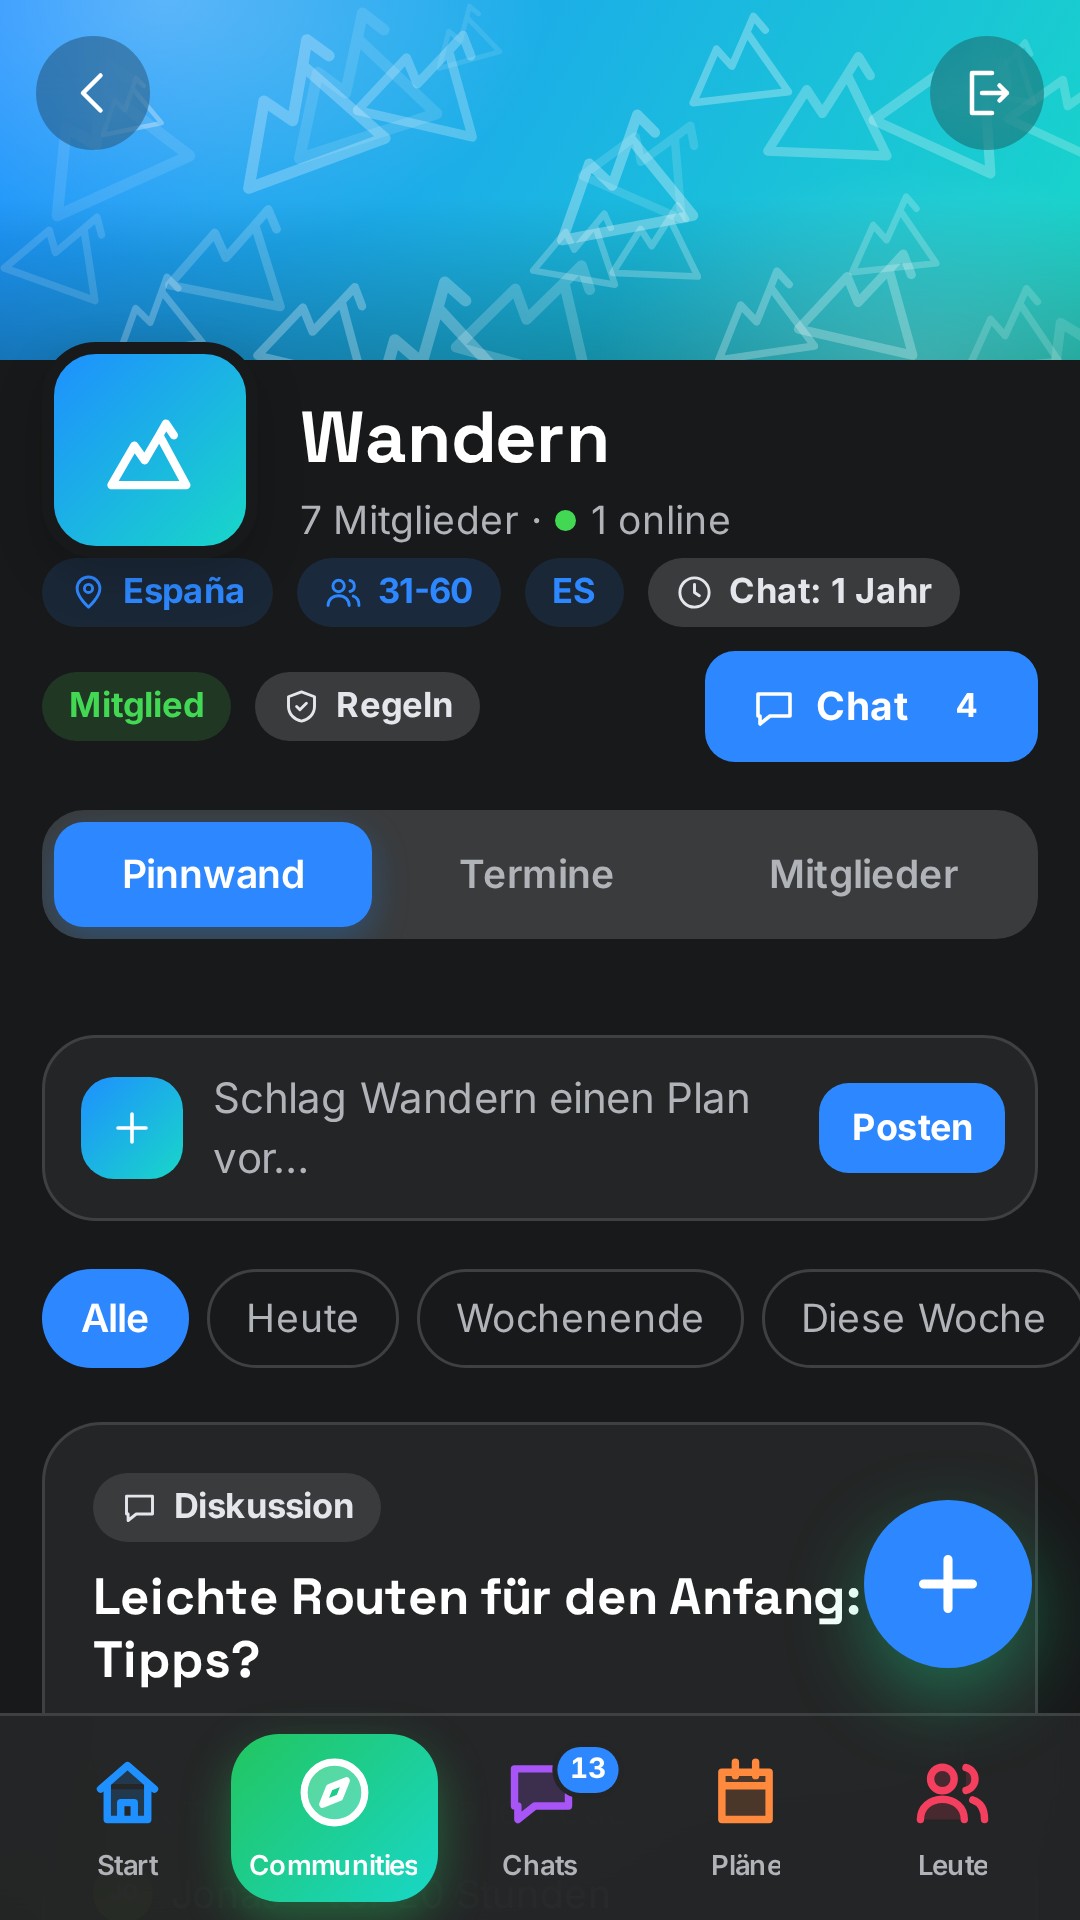 Wandern
7 Mitglieder · 1 online
España
31-60
ES
Chat: 1 Jahr
Mitglied
Regeln
Chat 4
Pinnwand
Termine
Mitglieder
Schlag Wandern einen Plan
vor...
Posten
Alle
Heute
Wochenende
Diese Woche
Diskussion
Leichte Routen für den Anfang:
Tipps?
13
Start
Communities
Chats
Pläne
Leute
Stunden